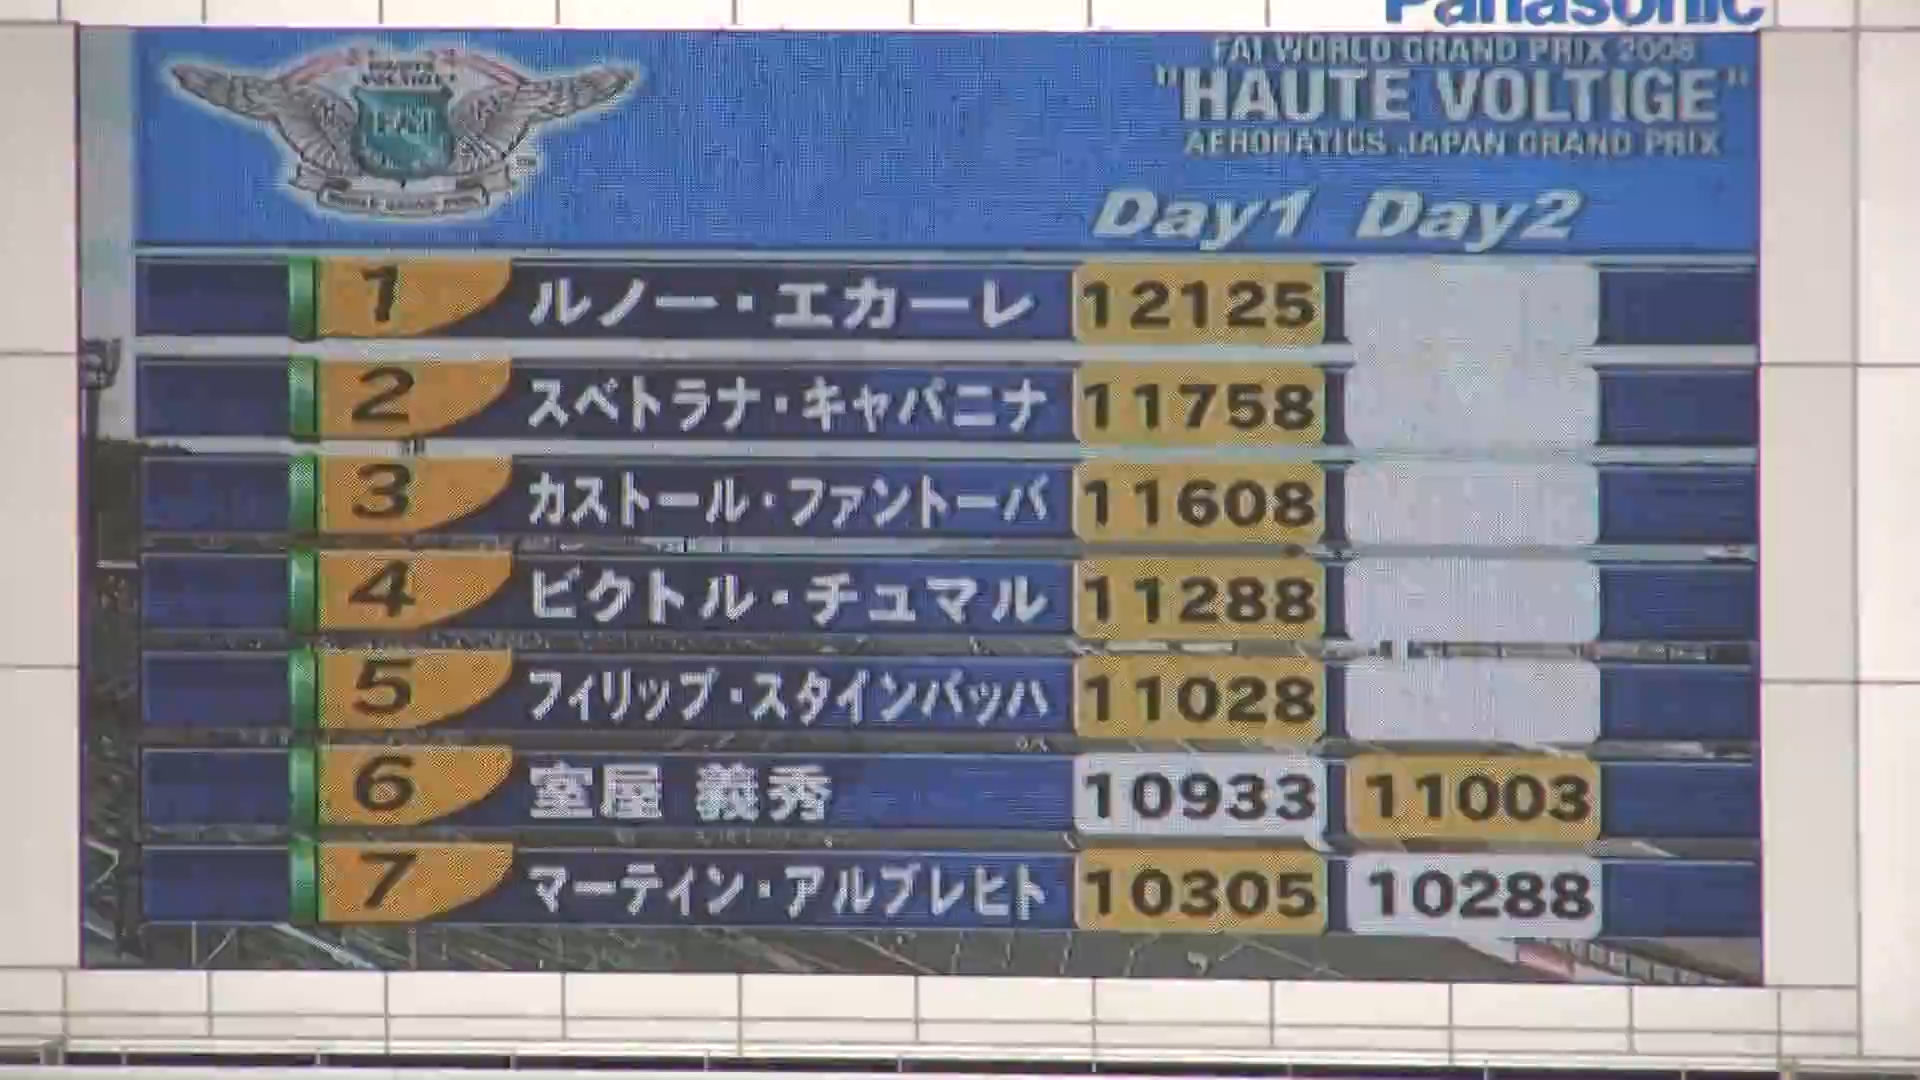 Panasonic
FAI WORLD GRAND PRIX 2008
"HAUTE VOLTIGE"
AEROBATICS JAPAN GRAND PRIX
Day1 Day2
1 ルノー・エカーレ 12125
2 スベトラナ・キャパニナ 11758
3 カストール・ファントーバ 11608
4 ビクトル・チュマル 11288
5 フィリップ・スタインバッハ 11028
6 室屋 義秀 10933 11003
7 マーティン・アルブレヒト 10305 10288